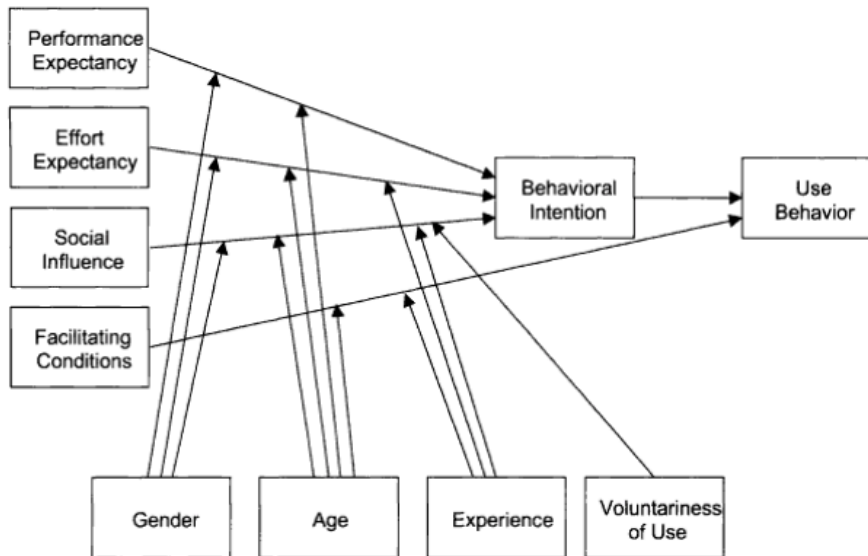 Performance
Expectancy
Effort
Expectancy
Social
Influence
Facilitating
Conditions
Behavioral
Intention
Use
Behavior
Gender
Age
Experience
Voluntariness
of Use